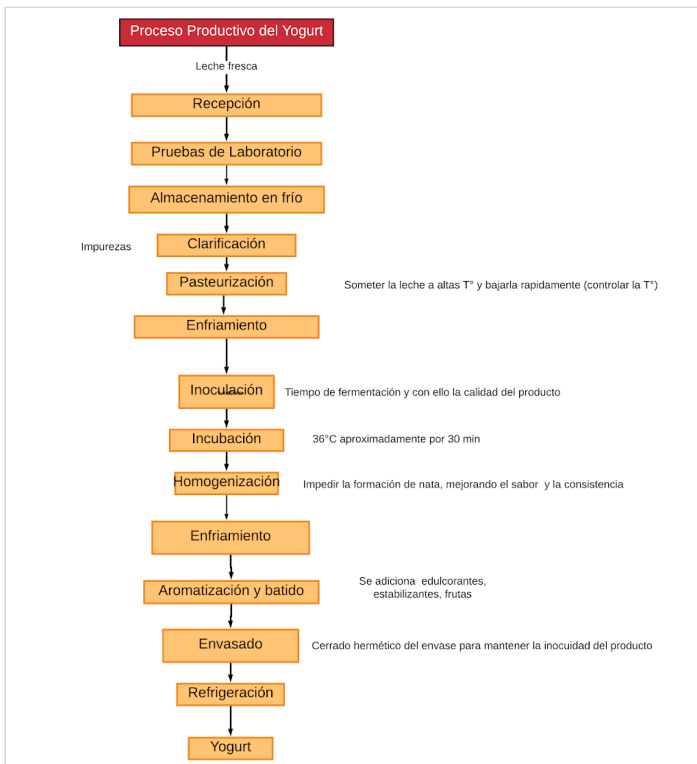 Proceso Productivo del Yogurt
Leche fresca
Recepción
Pruebas de Laboratorio
Almacenamiento en frío
Impurezas
Clarificación
Pasteurización
Someter la leche a altas T° y bajarla rapidamente (controlar la T°)
Enfriamiento
Inoculación
Tiempo de fermentación y con ello la calidad del producto
Incubación
36°C aproximadamente por 30 min
Homogenización
Impedir la formación de nata, mejorando el sabor y la consistencia
Enfriamiento
Aromatización y batido
Se adiciona edulcorantes,
estabilizantes, frutas
Envasado
Cerrado hermético del envase para mantener la inocuidad del producto
Refrigeración
Yogurt